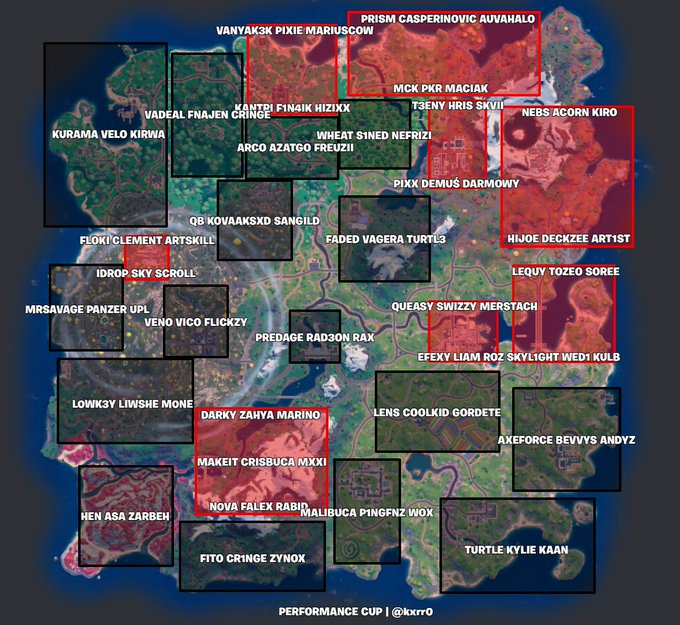 PRISM CASPERINOVIC AUVAHALO
VANYAK3K PIXIE MARIUSCOW
MCK PKR MACIAK
KANTRI F1N4IK HIZIXX
T3ENY HRIS SKVII
NEBS ACORN KIRO
VADEAL FNAJEN CRINGE
KURAMA VELO KIRWA
WHEAT S1NED NEFRIZI
ARCO AZATGO FREUZII
PIXX DEMUŚ DARMOWY
QB KOVAAKSXD SANGILD
FLOKI CLEMENT ARTSKILL
FADED VAGERA TURTL3
HIJOE DECKZEE ART1ST
IDROP SKY SCROLL
LEQUY TOZEO SOREE
MRSAVAGE PANZER UPL
VENO VICO FLICKZY
QUEASY SWIZZY MERSTACH
PREDAGE RAD3ON RAX
EFEXY LIAM ROZ
SKYL1GHT WED1 KULB
L0WK3Y LIWSHE MONE
DARKY ZAHYA MARINO
LENS COOLKID GORDETE
AXEFORCE BEVVYS ANDYZ
MAKEIT CRISBUCA MXXI
NOVA FALEX RABID
MALIBUCA P1NGFNZ WOX
HEN ASA ZARBEH
FITO CR1NGE ZYNOX
TURTLE KYLIE KAAN
PERFORMANCE CUP | @kxrr0